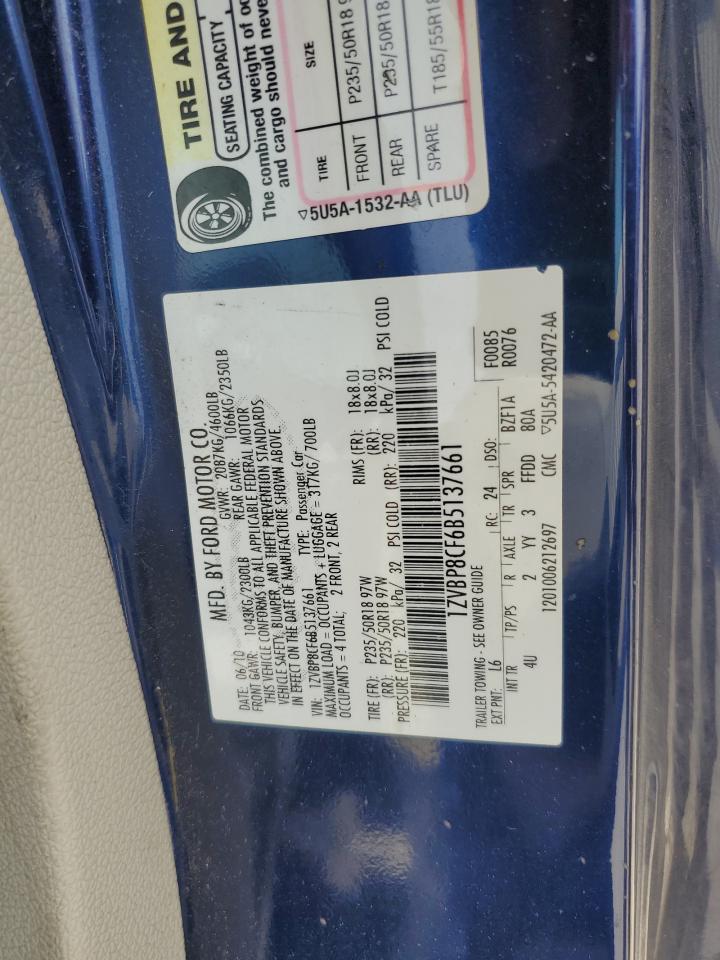 TIRE AND
SEATING CAPACITY
The combined weight of oc
and cargo should neve
TIRE SIZE
FRONT P235/50R18 9
REAR P235/50R18
SPARE T185/55R18
5U5A-1532-AA (TLU)
MFD. BY FORD MOTOR CO.
DATE: 06/10 GVWR: 2087KG/4600LB
FRONT GAWR: 1043KG/2300LB REAR GAWR: 1066KG/2350LB
THIS VEHICLE CONFORMS TO ALL APPLICABLE FEDERAL MOTOR
VEHICLE SAFETY, BUMPER, AND THEFT PREVENTION STANDARDS
IN EFFECT ON THE DATE OF MANUFACTURE SHOWN ABOVE.
VIN: 1ZVBP8CF6B5137661 TYPE: Passenger Car
MAXIMUM LOAD = OCCUPANTS + LUGGAGE = 317KG/ 700LB
OCCUPANTS = 4 TOTAL; 2 FRONT, 2 REAR
TIRE (FR): P235/50R18 97W RIMS (FR): 18x8.0J
(RR): P235/50R18 97W (RR): 18x8.0J
PRESSURE (FR): 220 kPa/ 32 PSI COLD (RR): 220 kPa/ 32 PSI COLD
1ZVBP8CF6B5137661
TRAILER TOWING - SEE OWNER GUIDE
EXT PNT: L6 RC: 24 DSO: F0085
INT TR TP/PS R AXLE TR SPR BZF1A R0076
4U 2 YY 3 FFDD 80A
1201006212697 CMC 5U5A-5420472-AA